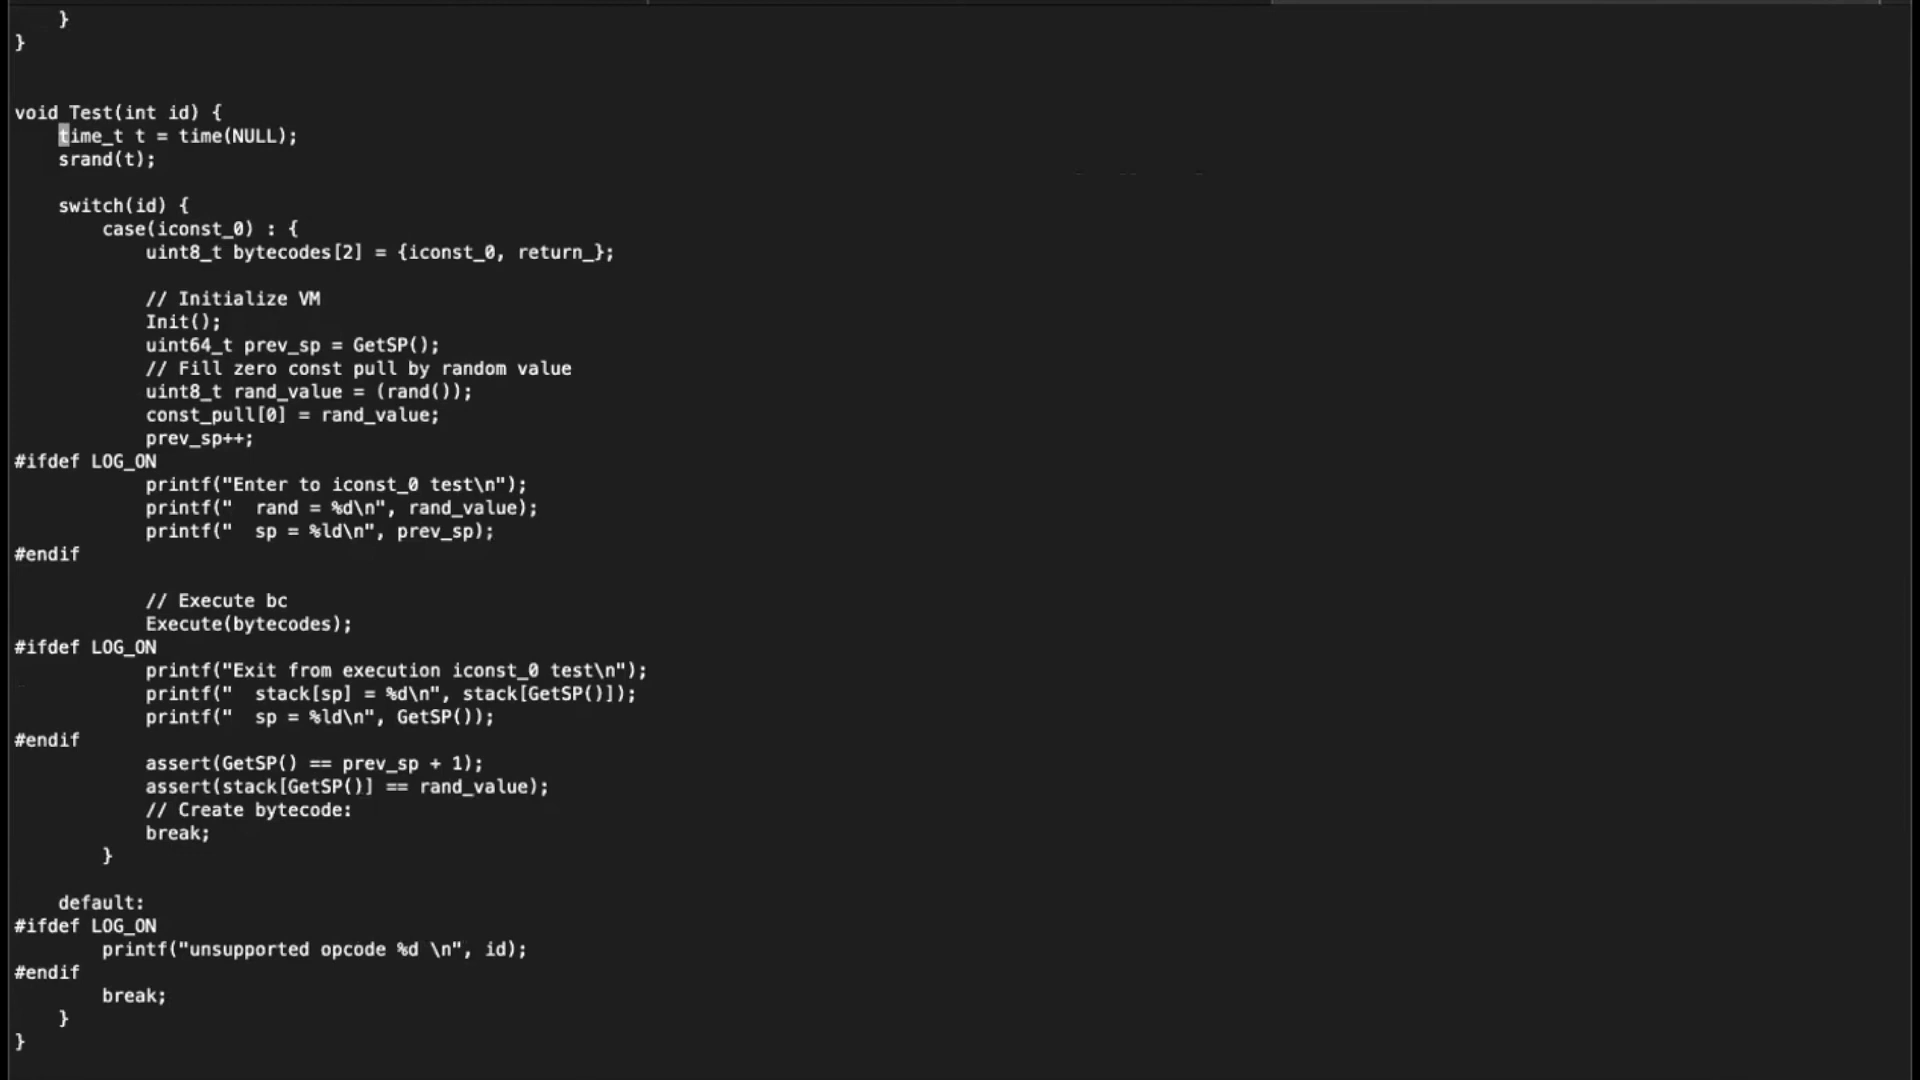 }
}
void Test(int id) {
    time_t t = time(NULL);
    srand(t);
    switch(id) {
        case(iconst_0) : {
            uint8_t bytecodes[2] = {iconst_0, return_};
            // Initialize VM
            Init();
            uint64_t prev_sp = GetSP();
            // Fill zero const pull by random value
            uint8_t rand_value = (rand());
            const_pull[0] = rand_value;
            prev_sp++;
#ifdef LOG_ON
            printf("Enter to iconst_0 test\n");
            printf("  rand = %d\n", rand_value);
            printf("  sp = %ld\n", prev_sp);
#endif
            // Execute bc
            Execute(bytecodes);
#ifdef LOG_ON
            printf("Exit from execution iconst_0 test\n");
            printf("  stack[sp] = %d\n", stack[GetSP()]);
            printf("  sp = %ld\n", GetSP());
#endif
            assert(GetSP() == prev_sp + 1);
            assert(stack[GetSP()] == rand_value);
            // Create bytecode:
            break;
        }
    default:
#ifdef LOG_ON
        printf("unsupported opcode %d \n", id);
#endif
        break;
    }
}